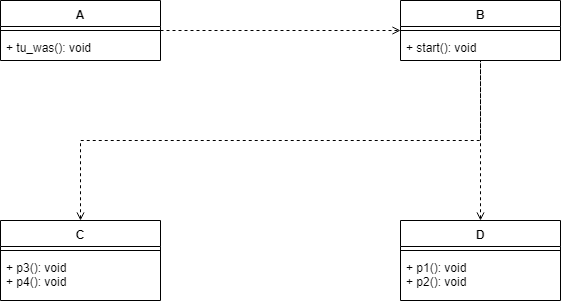 A
+ tu_was(): void
B
+ start(): void
C
+ p3(): void
+ p4(): void
D
+ p1(): void
+ p2(): void